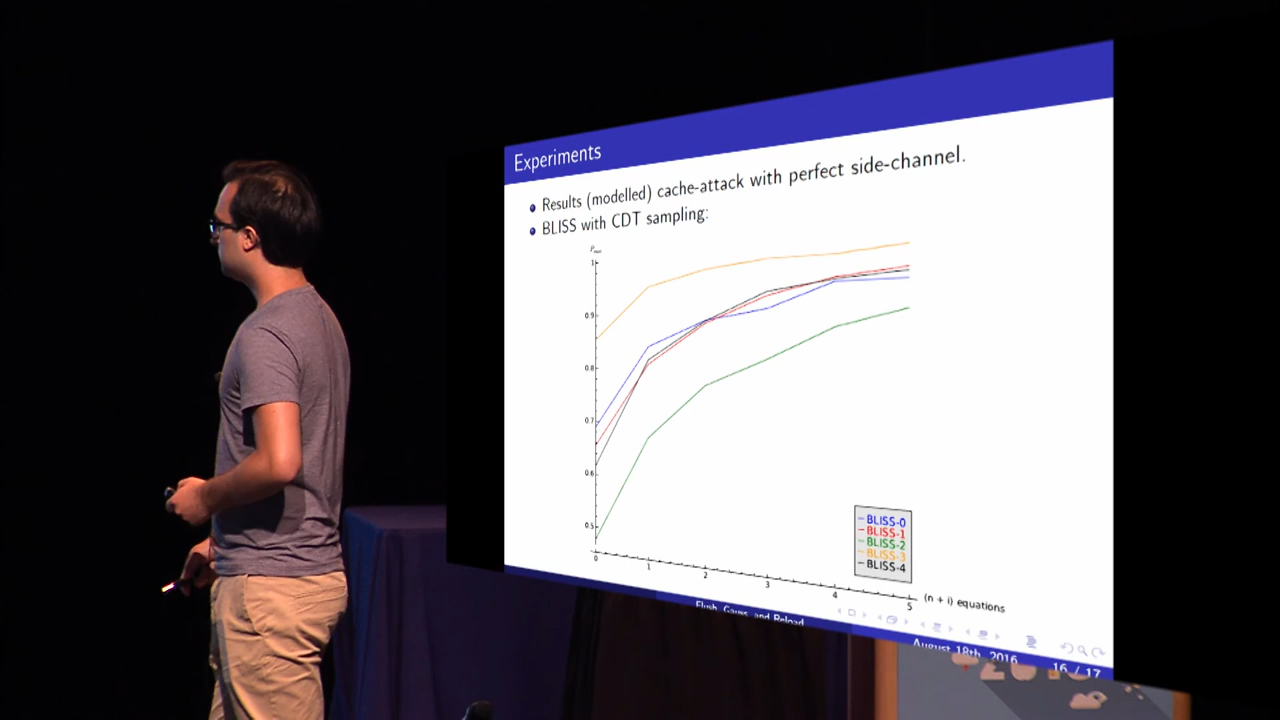 Experiments
Results (modelled) cache-attack with perfect side-channel.
BLISS with CDT sampling:
1
0.9
0.8
0.7
0.6
0.5
0 1 2 3 4 5
(n + i) equations
BLISS-0
BLISS-1
BLISS-2
BLISS-3
BLISS-4
Flush, Gauss, and Reload
August 18th, 2016
16 / 17